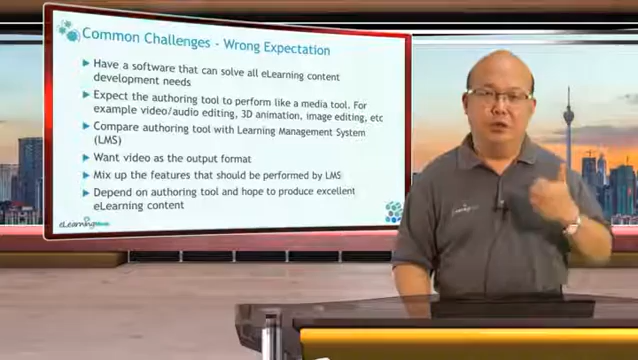 Common Challenges - Wrong Expectation
Have a software that can solve all eLearning content
development needs
Expect the authoring tool to perform like a media tool. For
example video/audio editing, 3D animation, image editing, etc
Compare authoring tool with Learning Management System
(LMS)
Want video as the output format
Mix up the features that should be performed by LMS
Depend on authoring tool and hope to produce excellent
eLearning content